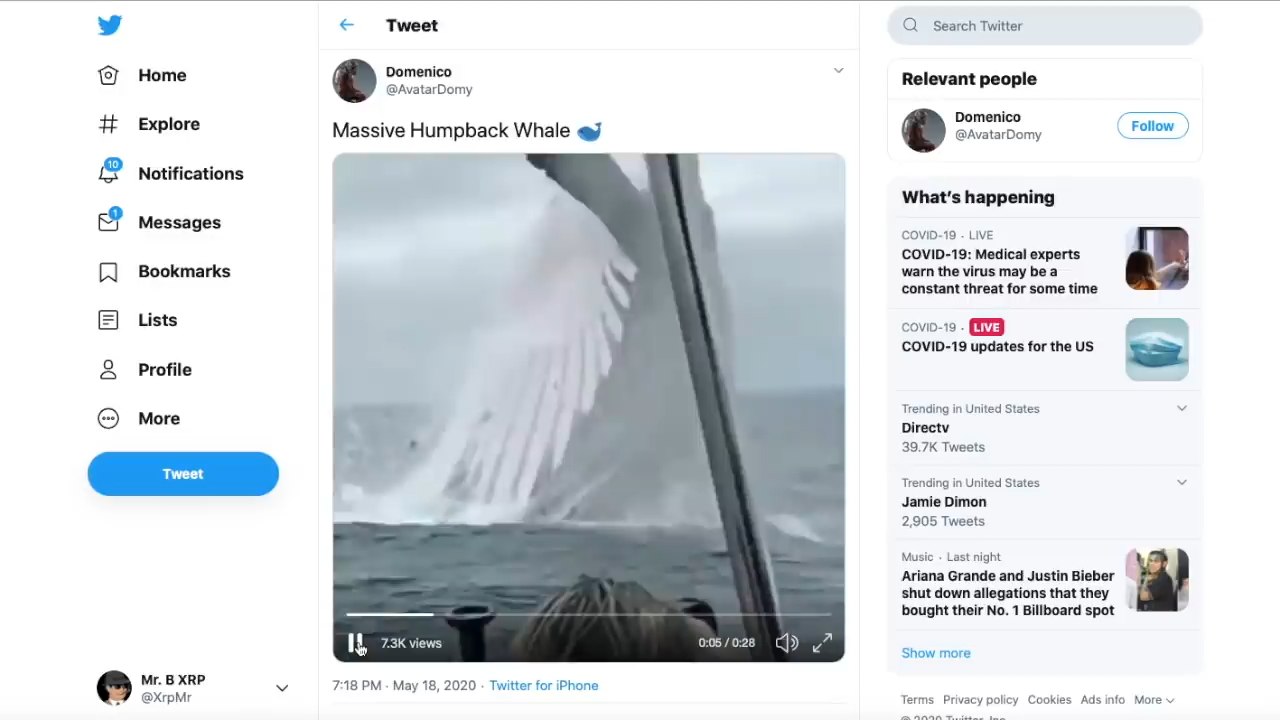 Home
Explore
10
Notifications
1
Messages
Bookmarks
Lists
Profile
More
Tweet
Mr. B XRP
@XrpMr
Tweet
Domenico
@AvatarDomy
Massive Humpback Whale 🐋
7.3K views
0:05 / 0:28
7:18 PM · May 18, 2020 · Twitter for iPhone
Search Twitter
Relevant people
Domenico
@AvatarDomy
Follow
What's happening
COVID-19 · LIVE
COVID-19: Medical experts
warn the virus may be a
constant threat for some time
COVID-19 · LIVE
COVID-19 updates for the US
Trending in United States
Directv
39.7K Tweets
Trending in United States
Jamie Dimon
2,905 Tweets
Music · Last night
Ariana Grande and Justin Bieber
shut down allegations that they
bought their No. 1 Billboard spot
Show more
Terms Privacy policy Cookies Ads info More
© 2020 Twitter, Inc.